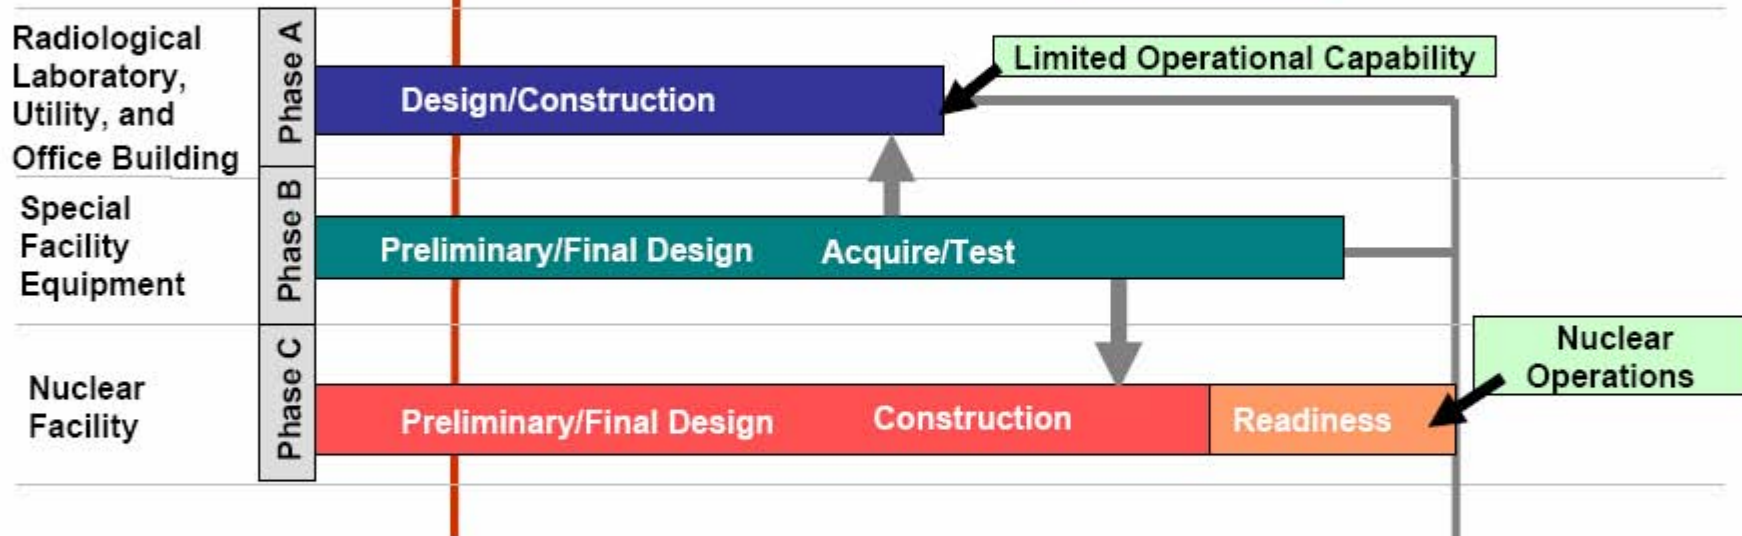 Radiological
Laboratory,
Utility, and
Office Building
Phase A
Design/Construction
Limited Operational Capability
Special
Facility
Equipment
Phase B
Preliminary/Final Design
Acquire/Test
Nuclear
Facility
Phase C
Preliminary/Final Design
Construction
Readiness
Nuclear
Operations